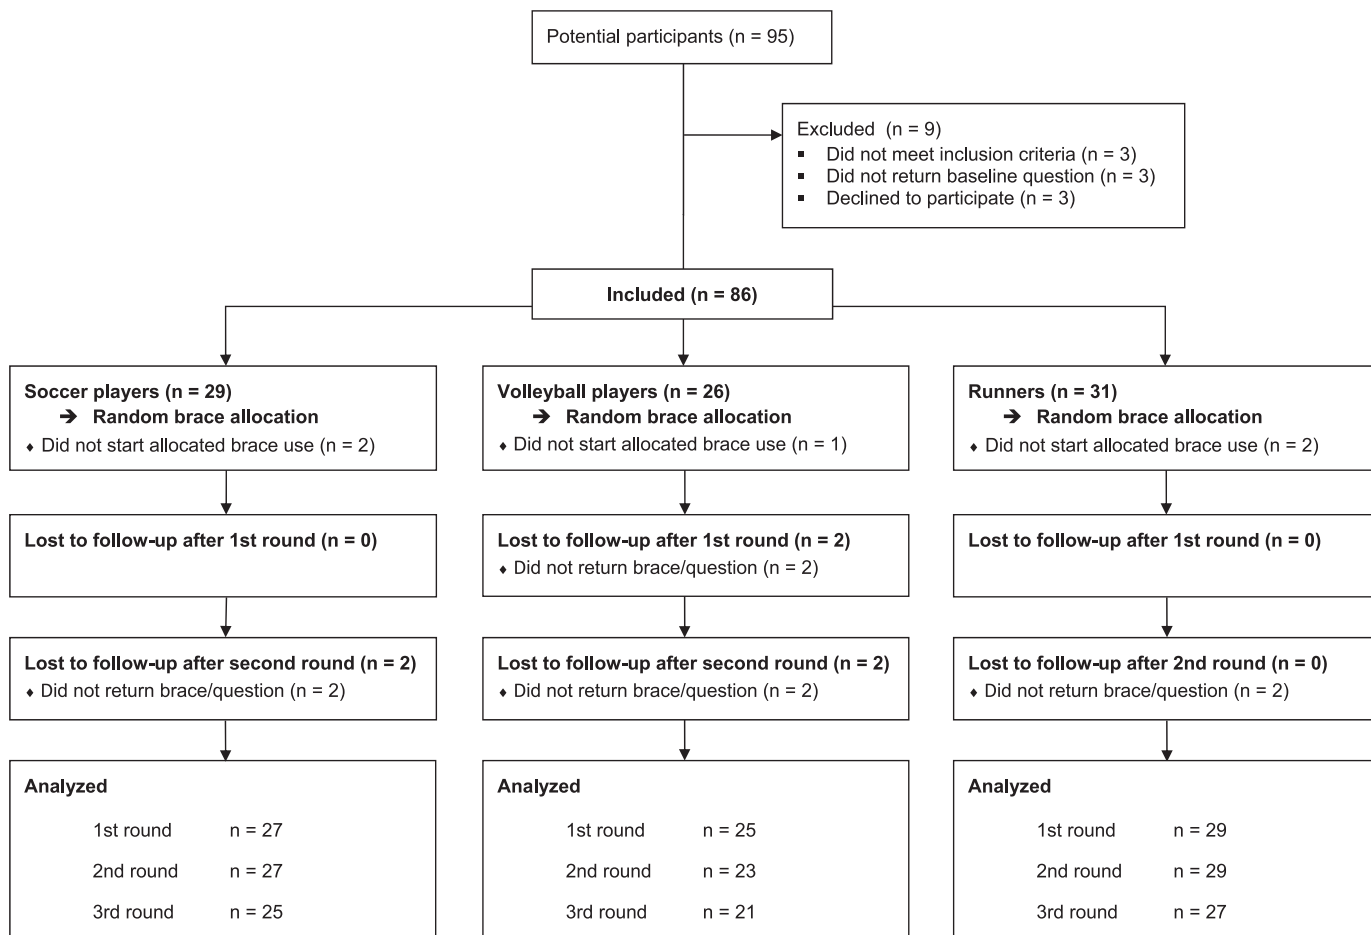 Potential participants (n = 95)
Excluded (n = 9)
▪ Did not meet inclusion criteria (n = 3)
▪ Did not return baseline question (n = 3)
▪ Declined to participate (n = 3)
Included (n = 86)
Soccer players (n = 29)
➔ Random brace allocation
♦ Did not start allocated brace use (n = 2)
Volleyball players (n = 26)
➔ Random brace allocation
♦ Did not start allocated brace use (n = 1)
Runners (n = 31)
➔ Random brace allocation
♦ Did not start allocated brace use (n = 2)
Lost to follow-up after 1st round (n = 0)
Lost to follow-up after 1st round (n = 2)
♦ Did not return brace/question (n = 2)
Lost to follow-up after 1st round (n = 0)
Lost to follow-up after second round (n = 2)
♦ Did not return brace/question (n = 2)
Lost to follow-up after second round (n = 2)
♦ Did not return brace/question (n = 2)
Lost to follow-up after 2nd round (n = 0)
♦ Did not return brace/question (n = 2)
Analyzed
1st round n = 27
2nd round n = 27
3rd round n = 25
Analyzed
1st round n = 25
2nd round n = 23
3rd round n = 21
Analyzed
1st round n = 29
2nd round n = 29
3rd round n = 27